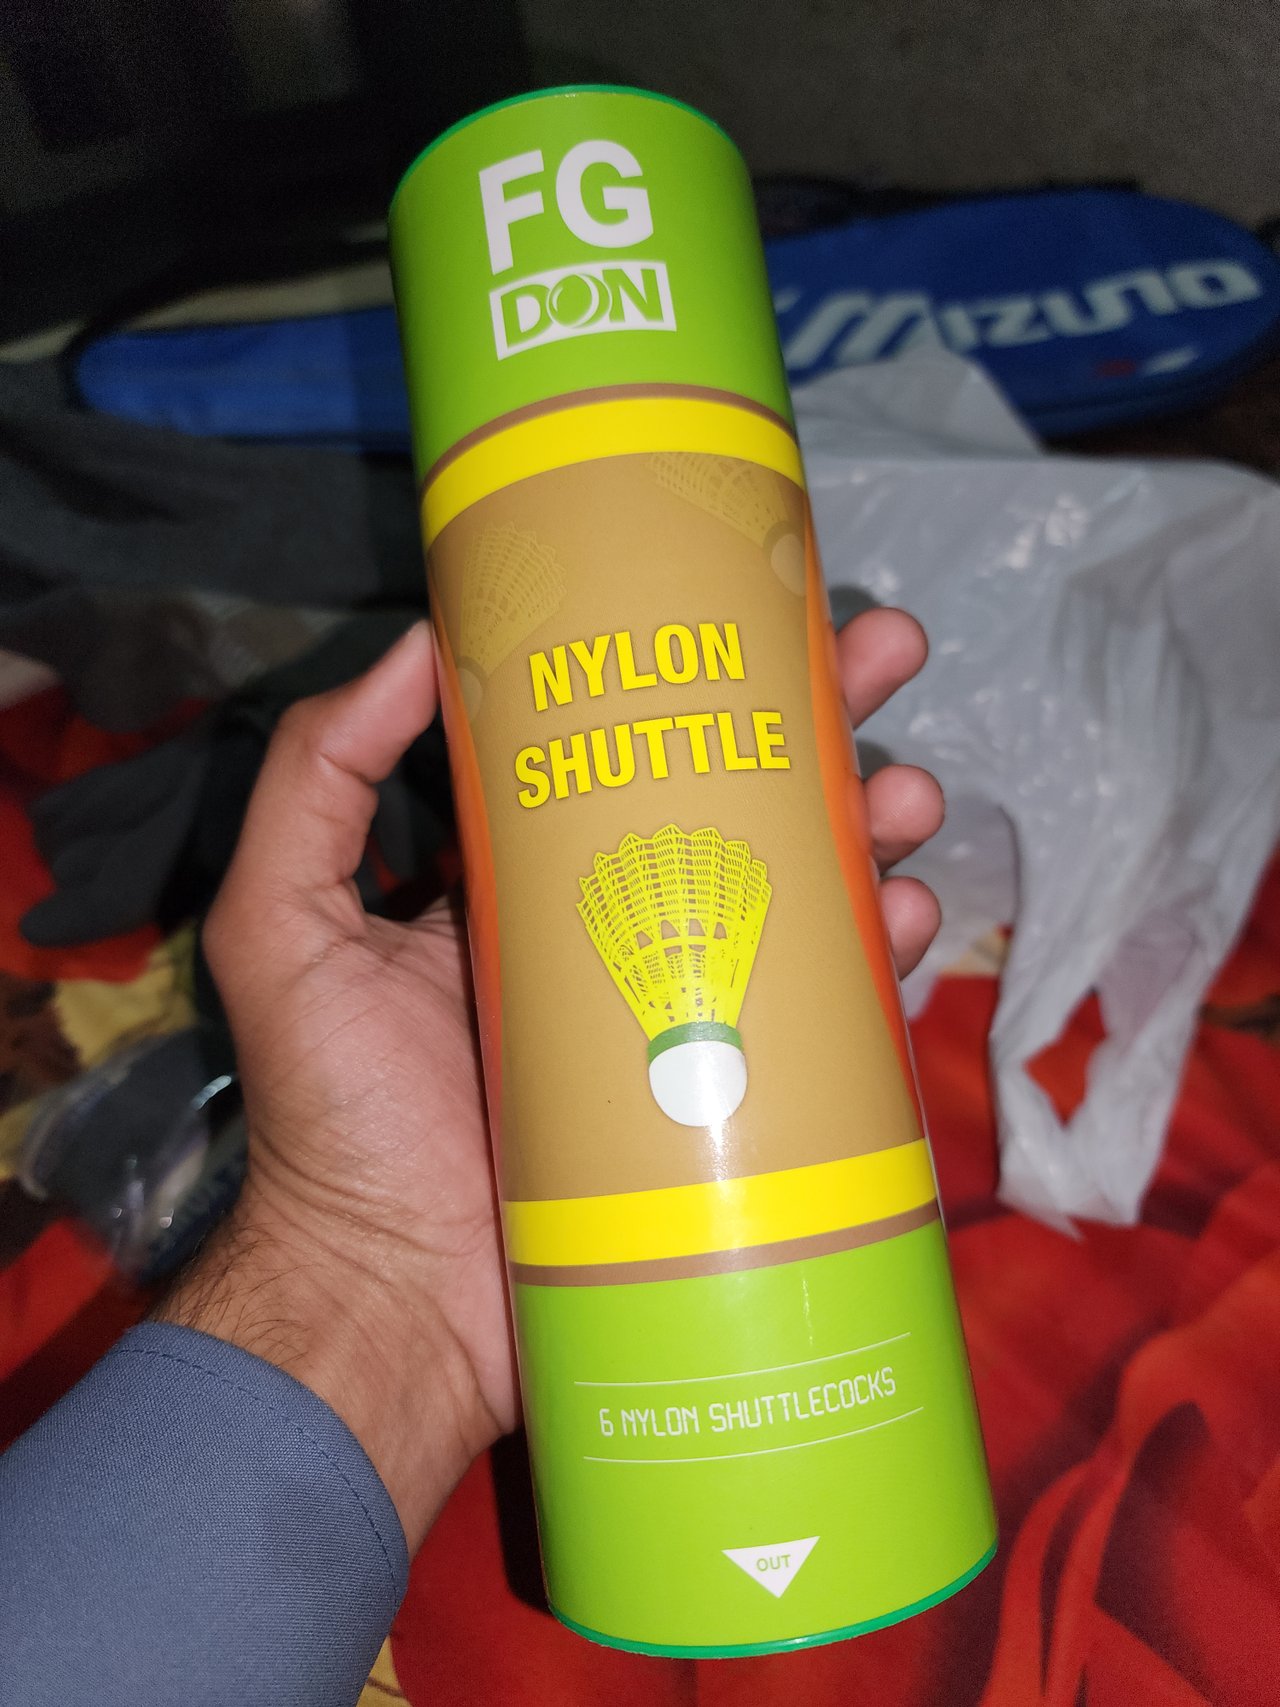 FG
DON
MIZUNO
NYLON
SHUTTLE
6 NYLON SHUTTLECOCKS
OUT